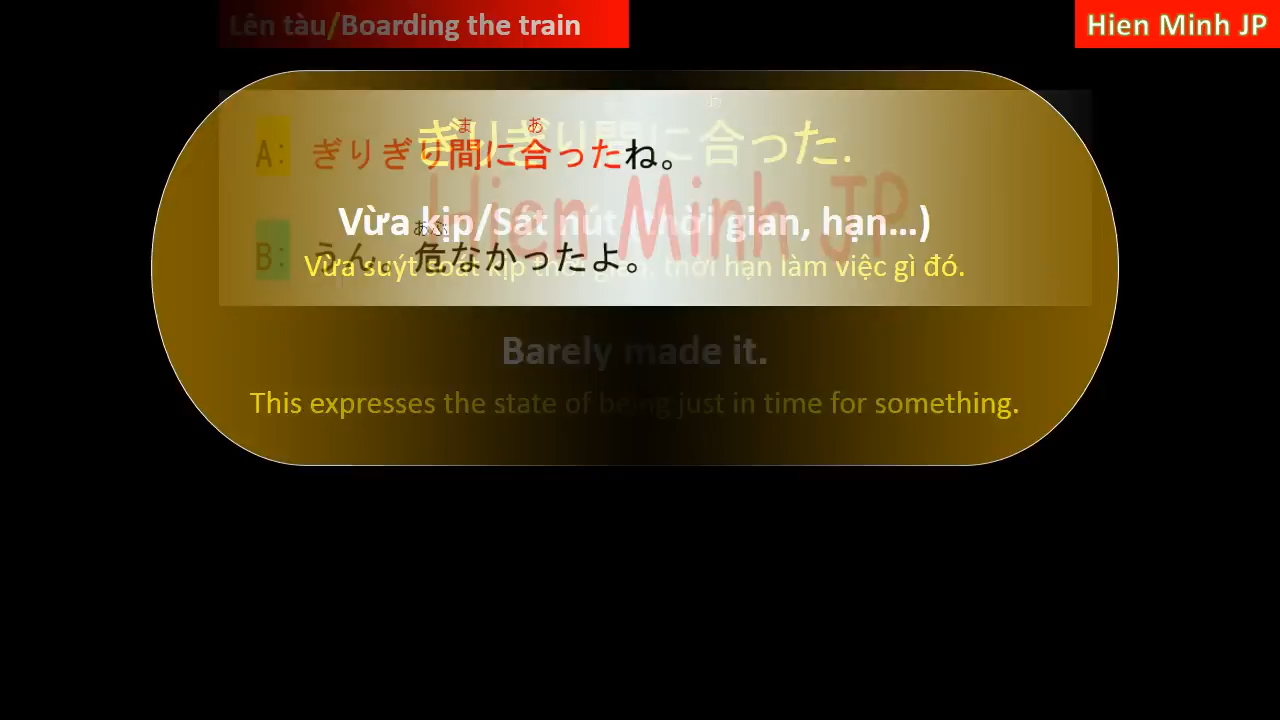 Lên tàu/Boarding the train
Hien Minh JP
ぎりぎり間に合った.
A: ぎりぎり間に合ったね。
Hien Minh JP
Vừa kịp/Sát nút (thời gian, hạn...)
B: うん。危なかったよ。
Vừa suýt soát kịp thời gian, thời hạn làm việc gì đó.
Barely made it.
This expresses the state of being just in time for something.